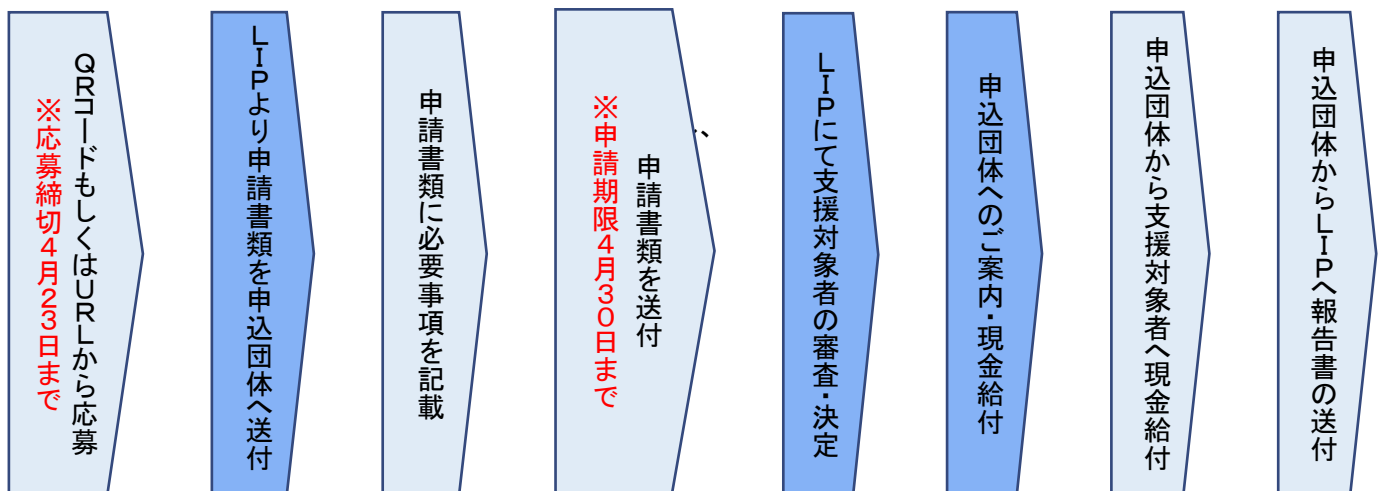 QRコードもしくはURLから応募
※応募締切4月23日まで
LIPより申請書類を申込団体へ送付
申請書類に必要事項を記載
申請書類を送付
※申請期限4月30日まで
LIPにて支援対象者の審査・決定
申込団体へのご案内・現金給付
申込団体から支援対象者へ現金給付
申込団体からLIPへ報告書の送付